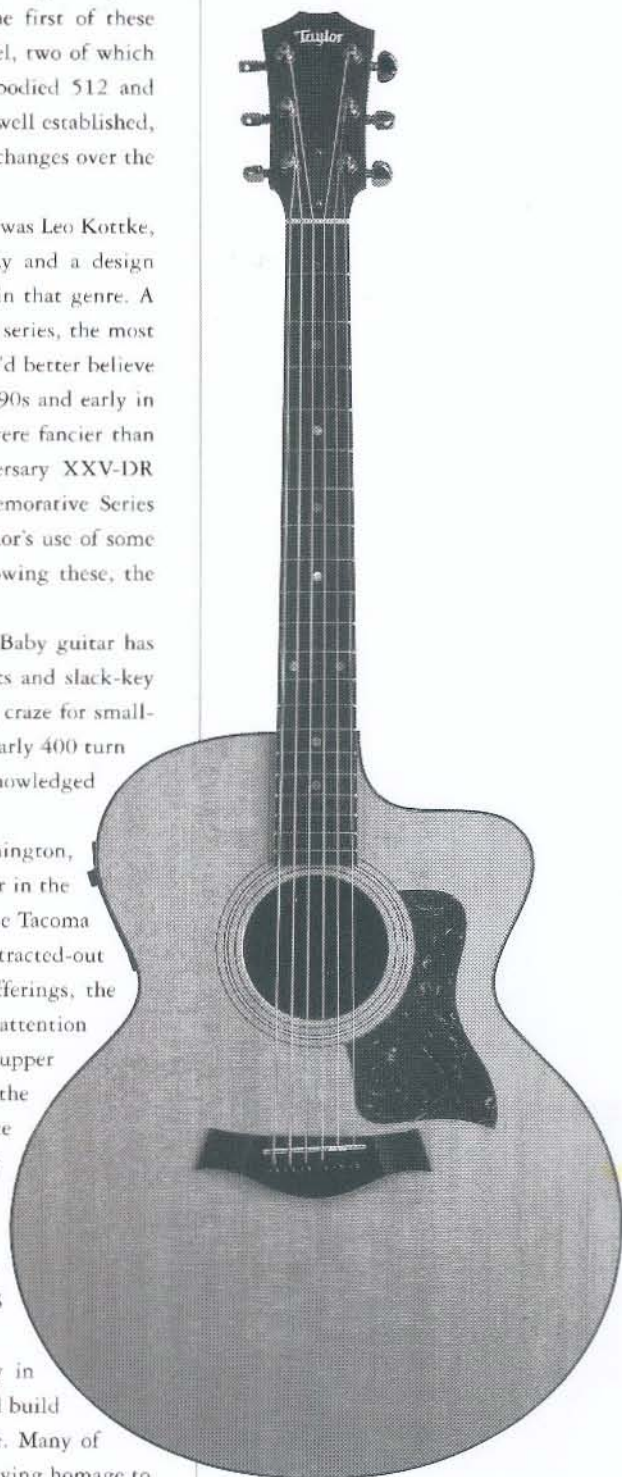 e first of these
el, two of which
bodied 512 and
well established,
changes over the
was Leo Kottke,
y and a design
in that genre. A
series, the most
'd better believe
90s and early in
ere fancier than
ersary XXV-DR
emorative Series
lor's use of some
owing these, the
Baby guitar has
ts and slack-key
craze for small-
arly 400 turn
nowledged
nington,
r in the
e Tacoma
tracted-out
fferings, the
attention
upper
the
e
s
y in
l build
e. Many of
ying homage to
Taylor